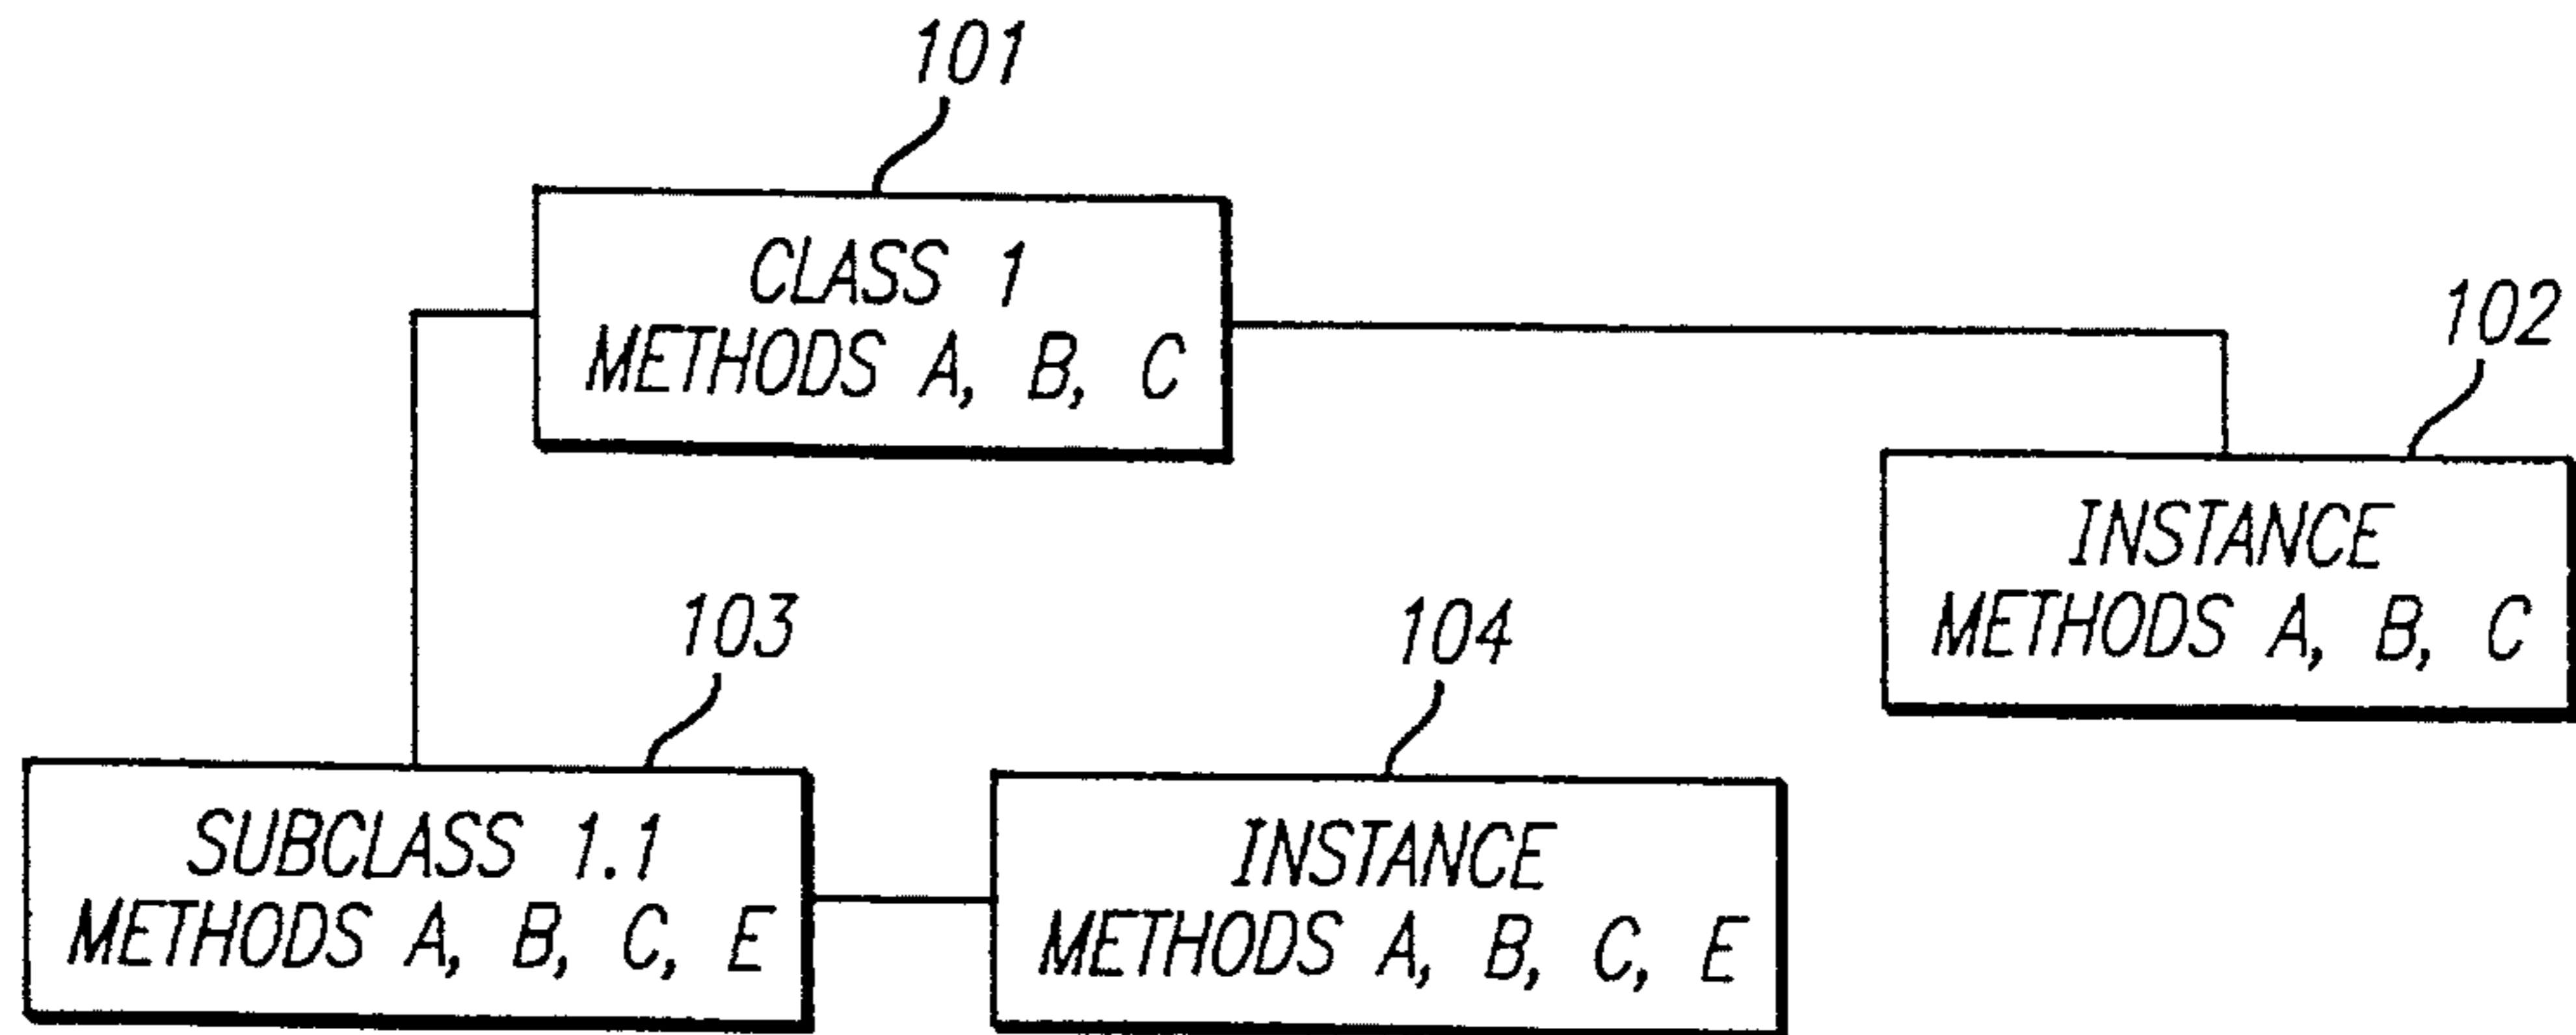 101
CLASS 1
METHODS A, B, C
102
INSTANCE
METHODS A, B, C
103
SUBCLASS 1.1
METHODS A, B, C, E
104
INSTANCE
METHODS A, B, C, E